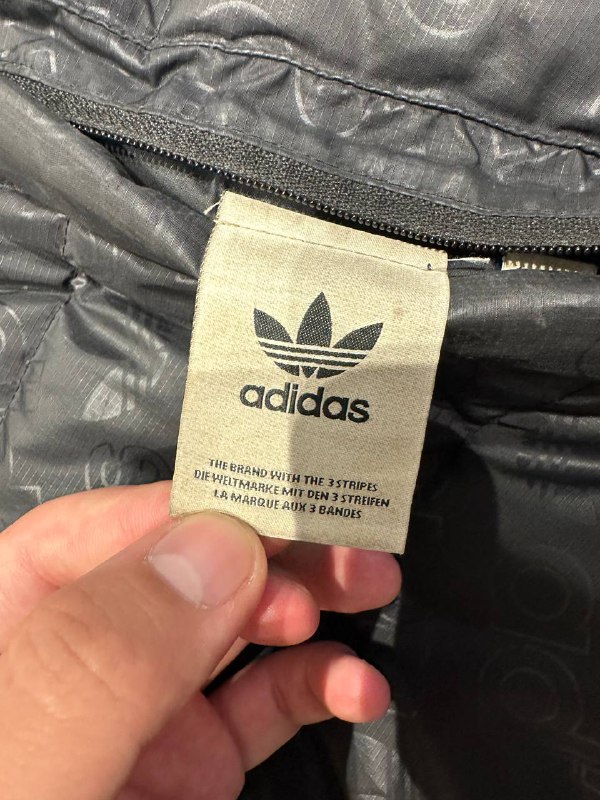 adidas
THE BRAND WITH THE 3 STRIPES
DIE WELTMARKE MIT DEN 3 STREIFEN
LA MARQUE AUX 3 BANDES